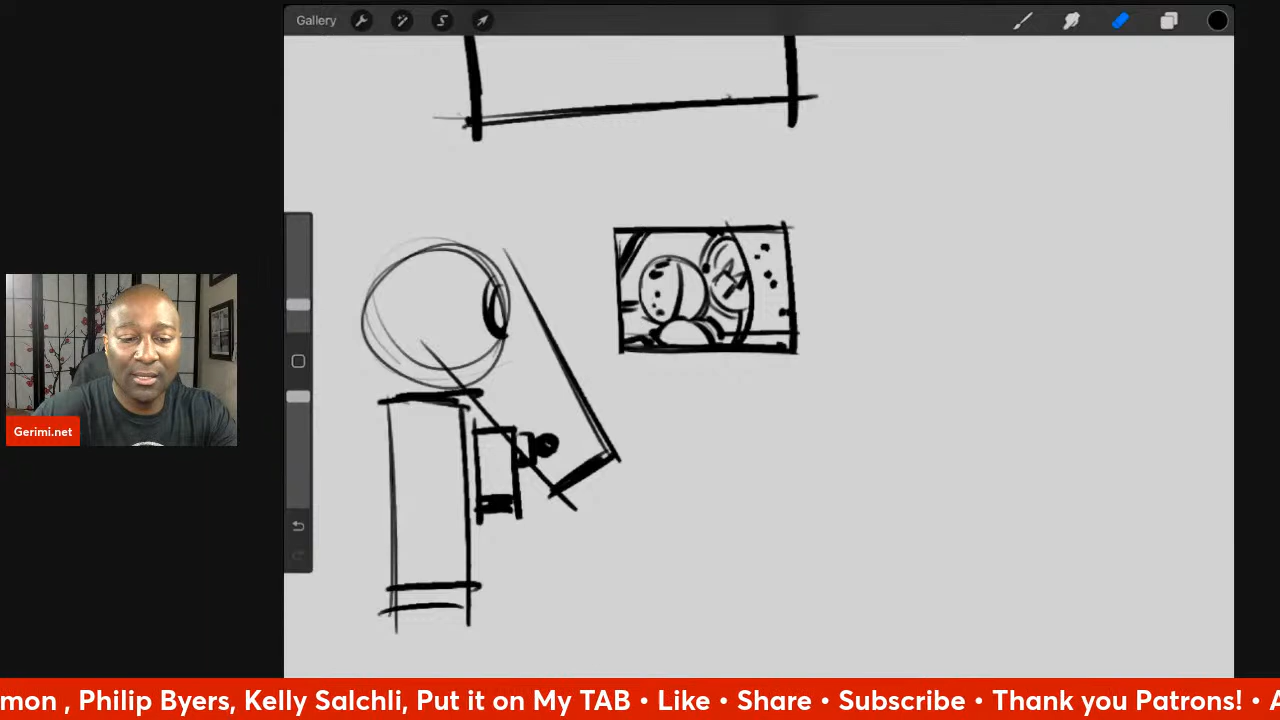 Gallery
Gerimi.net
mon , Philip Byers, Kelly Salchli, Put it on My TAB • Like • Share • Subscribe • Thank you Patrons! • A